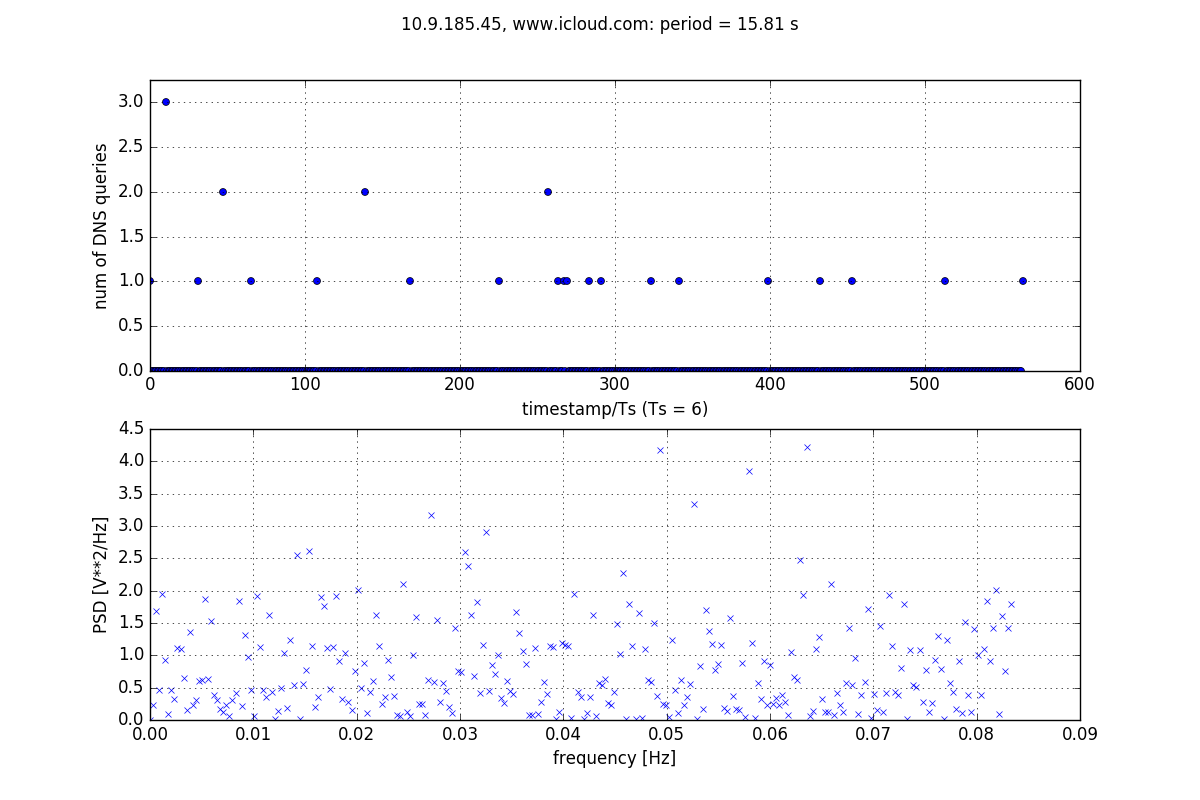 10.9.185.45, www.icloud.com: period = 15.81 s
3.0
2.5
2.0
1.5
1.0
0.5
0.0
num of DNS queries
0 100 200 300 400 500 600
timestamp/Ts (Ts = 6)
4.5
4.0
3.5
3.0
2.5
2.0
1.5
1.0
0.5
0.0
PSD [V**2/Hz]
0.00 0.01 0.02 0.03 0.04 0.05 0.06 0.07 0.08 0.09
frequency [Hz]